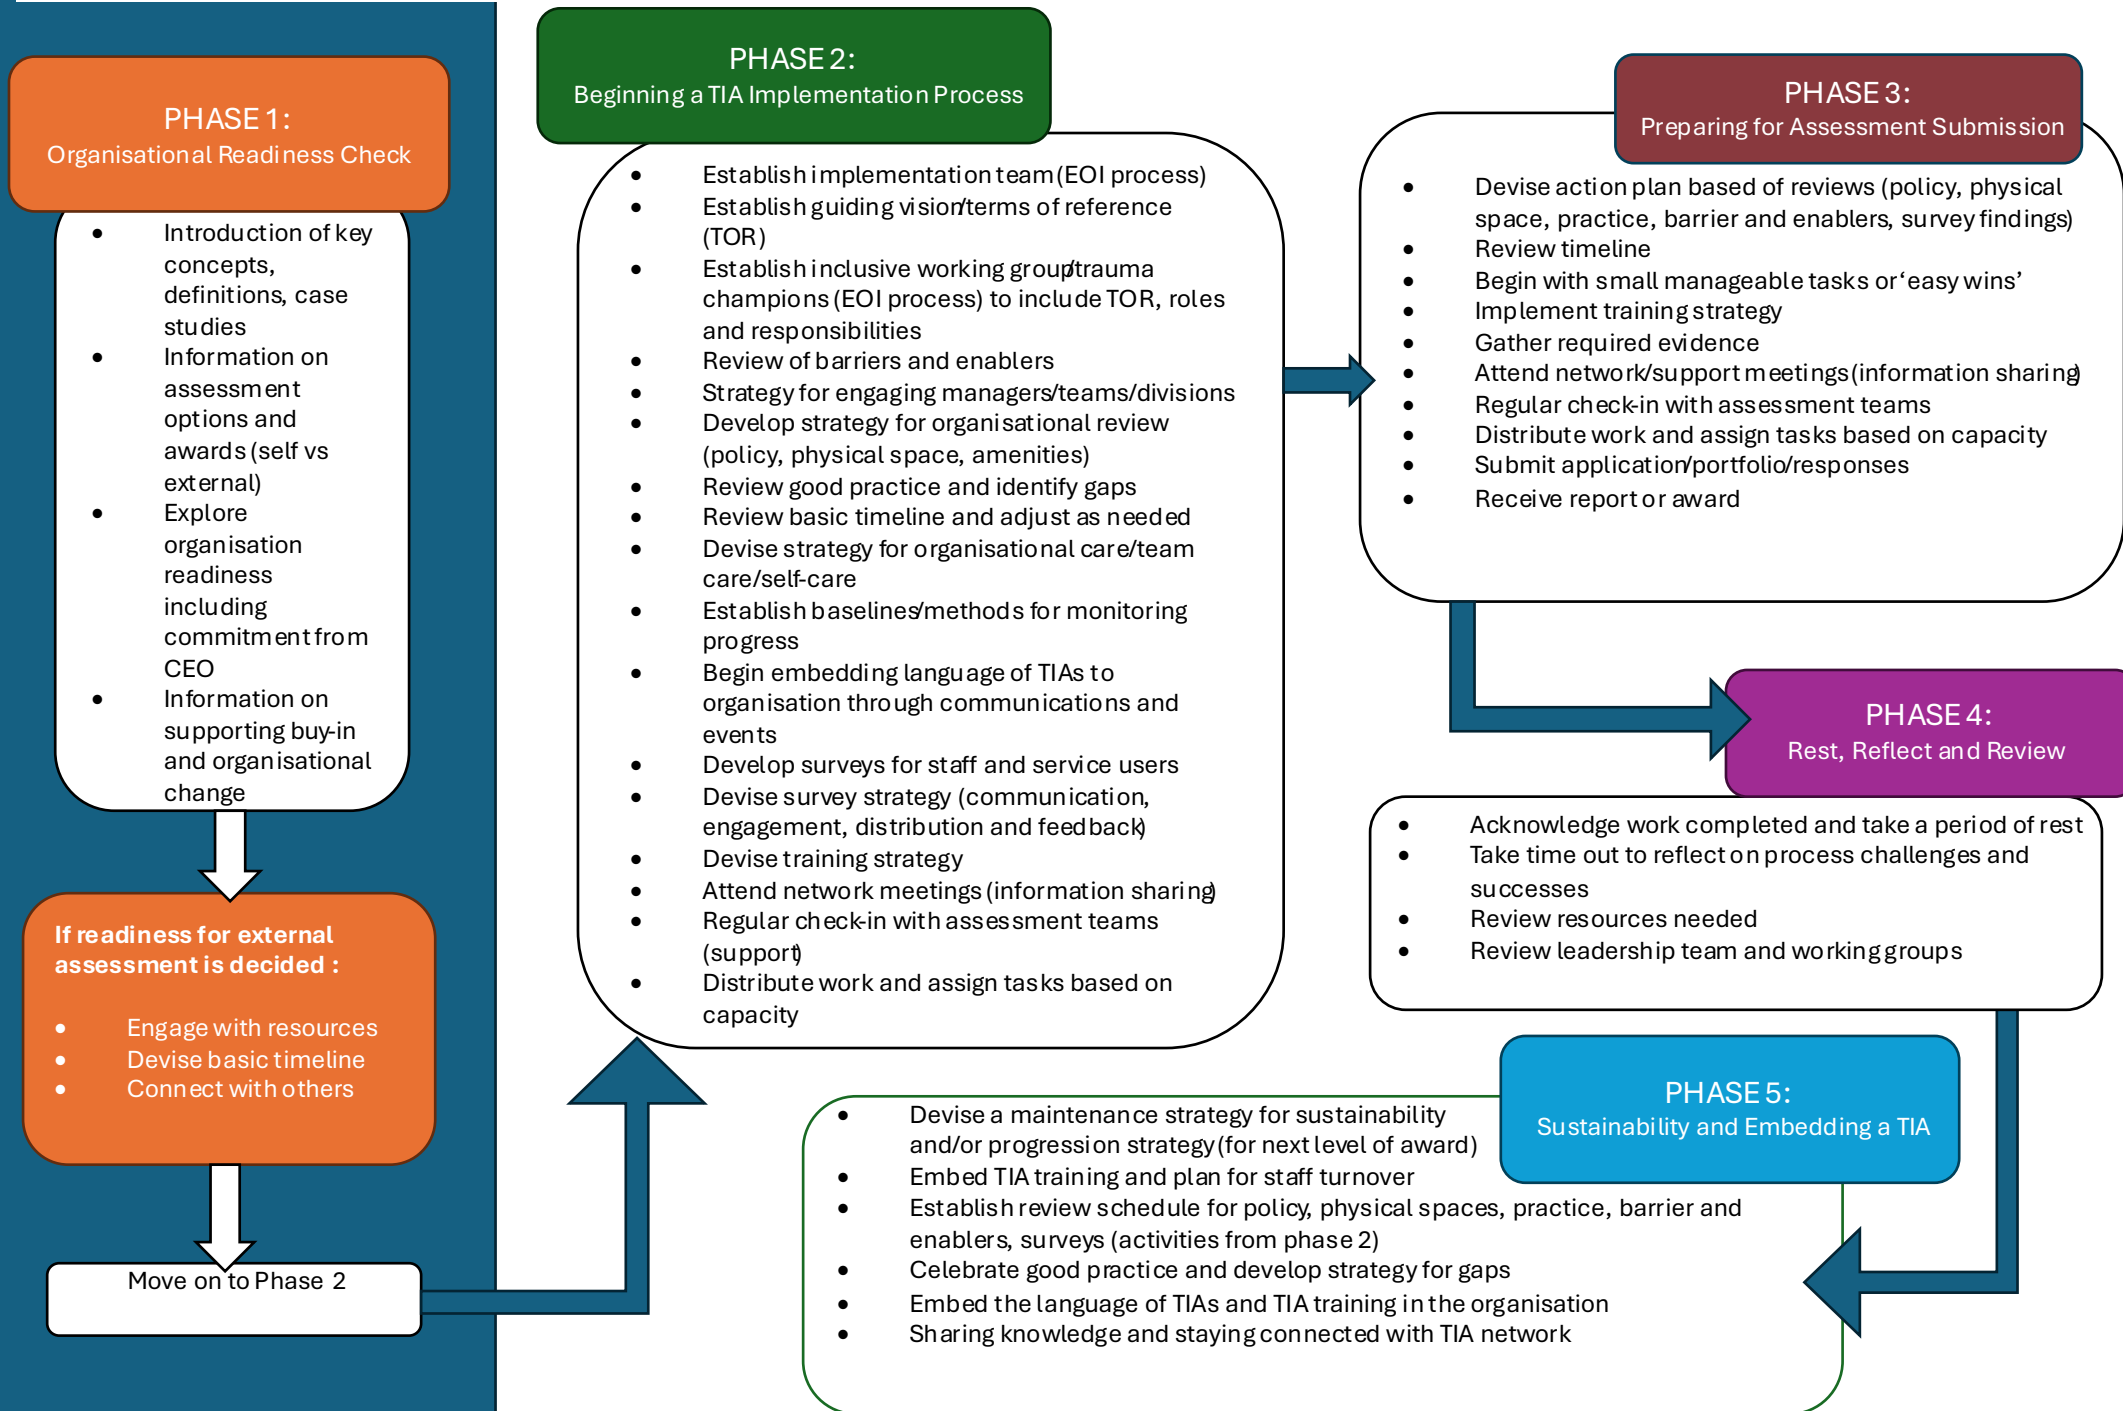 PHASE 1:
Organisational Readiness Check
• Introduction of key
concepts,
definitions, case
studies
• Information on
assessment
options and
awards (self vs
external)
• Explore
organisation
readiness
including
commitment from
CEO
• Information on
supporting buy-in
and organisational
change
If readiness for external
assessment is decided :
• Engage with resources
• Devise basic timeline
• Connect with others
Move on to Phase 2
PHASE 2:
Beginning a TIA Implementation Process
• Establish implementation team (EOI process)
• Establish guiding vision/terms of reference
(TOR)
• Establish inclusive working group/trauma
champions (EOI process) to include TOR, roles
and responsibilities
• Review of barriers and enablers
• Strategy for engaging managers/teams/divisions
• Develop strategy for organisational review
(policy, physical space, amenities)
• Review good practice and identify gaps
• Review basic timeline and adjust as needed
• Devise strategy for organisational care/team
care/self-care
• Establish baselines/methods for monitoring
progress
• Begin embedding language of TIAs to
organisation through communications and
events
• Develop surveys for staff and service users
• Devise survey strategy (communication,
engagement, distribution and feedback)
• Devise training strategy
• Attend network meetings (information sharing)
• Regular check-in with assessment teams
(support)
• Distribute work and assign tasks based on
capacity
PHASE 3:
Preparing for Assessment Submission
• Devise action plan based of reviews (policy, physical
space, practice, barrier and enablers, survey findings)
• Review timeline
• Begin with small manageable tasks or ‘easy wins’
• Implement training strategy
• Gather required evidence
• Attend network/support meetings (information sharing)
• Regular check-in with assessment teams
• Distribute work and assign tasks based on capacity
• Submit application/portfolio/responses
• Receive report or award
PHASE 4:
Rest, Reflect and Review
• Acknowledge work completed and take a period of rest
• Take time out to reflect on process challenges and
successes
• Review resources needed
• Review leadership team and working groups
PHASE 5:
Sustainability and Embedding a TIA
• Devise a maintenance strategy for sustainability
and/or progression strategy (for next level of award)
• Embed TIA training and plan for staff turnover
• Establish review schedule for policy, physical spaces, practice, barrier and
enablers, surveys (activities from phase 2)
• Celebrate good practice and develop strategy for gaps
• Embed the language of TIAs and TIA training in the organisation
• Sharing knowledge and staying connected with TIA network